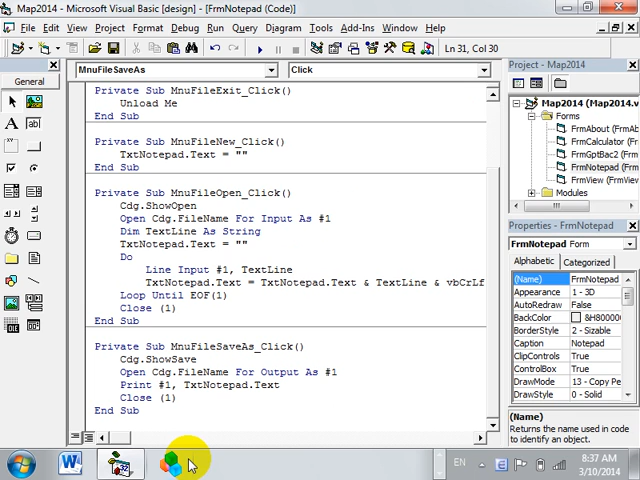 Map2014 - Microsoft Visual Basic [design] - [FrmNotepad (Code)]
File Edit View Project Format Debug Run Query Diagram Tools Add-Ins Window Help
Ln 31, Col 30
General
MnuFileSaveAs
Click
Private Sub MnuFileExit_Click()
Unload Me
End Sub
Private Sub MnuFileNew_Click()
TxtNotepad.Text = ""
End Sub
Private Sub MnuFileOpen_Click()
Cdg.ShowOpen
Open Cdg.FileName For Input As #1
Dim TextLine As String
TxtNotepad.Text = ""
Do
Line Input #1, TextLine
TxtNotepad.Text = TxtNotepad.Text & TextLine & vbCrLf
Loop Until EOF(1)
Close (1)
End Sub
Private Sub MnuFileSaveAs_Click()
Cdg.ShowSave
Open Cdg.FileName For Output As #1
Print #1, TxtNotepad.Text
Close (1)
End Sub
Project - Map2014
Map2014 (Map2014.v
Forms
FrmAbout (FrmAb
FrmCalculator (Frm
FrmGptBac2 (Frm
FrmNotepad (Frm
FrmView (FrmView
Modules
Properties - FrmNotepad
FrmNotepad Form
Alphabetic Categorized
(Name) FrmNotepad
Appearance 1 - 3D
AutoRedraw False
BackColor &H800000
BorderStyle 2 - Sizable
Caption Notepad
ClipControls True
ControlBox True
DrawMode 13 - Copy Pe
DrawStyle 0 - Solid
(Name)
Returns the name used in code to identify an object.
EN
8:37 AM
3/10/2014